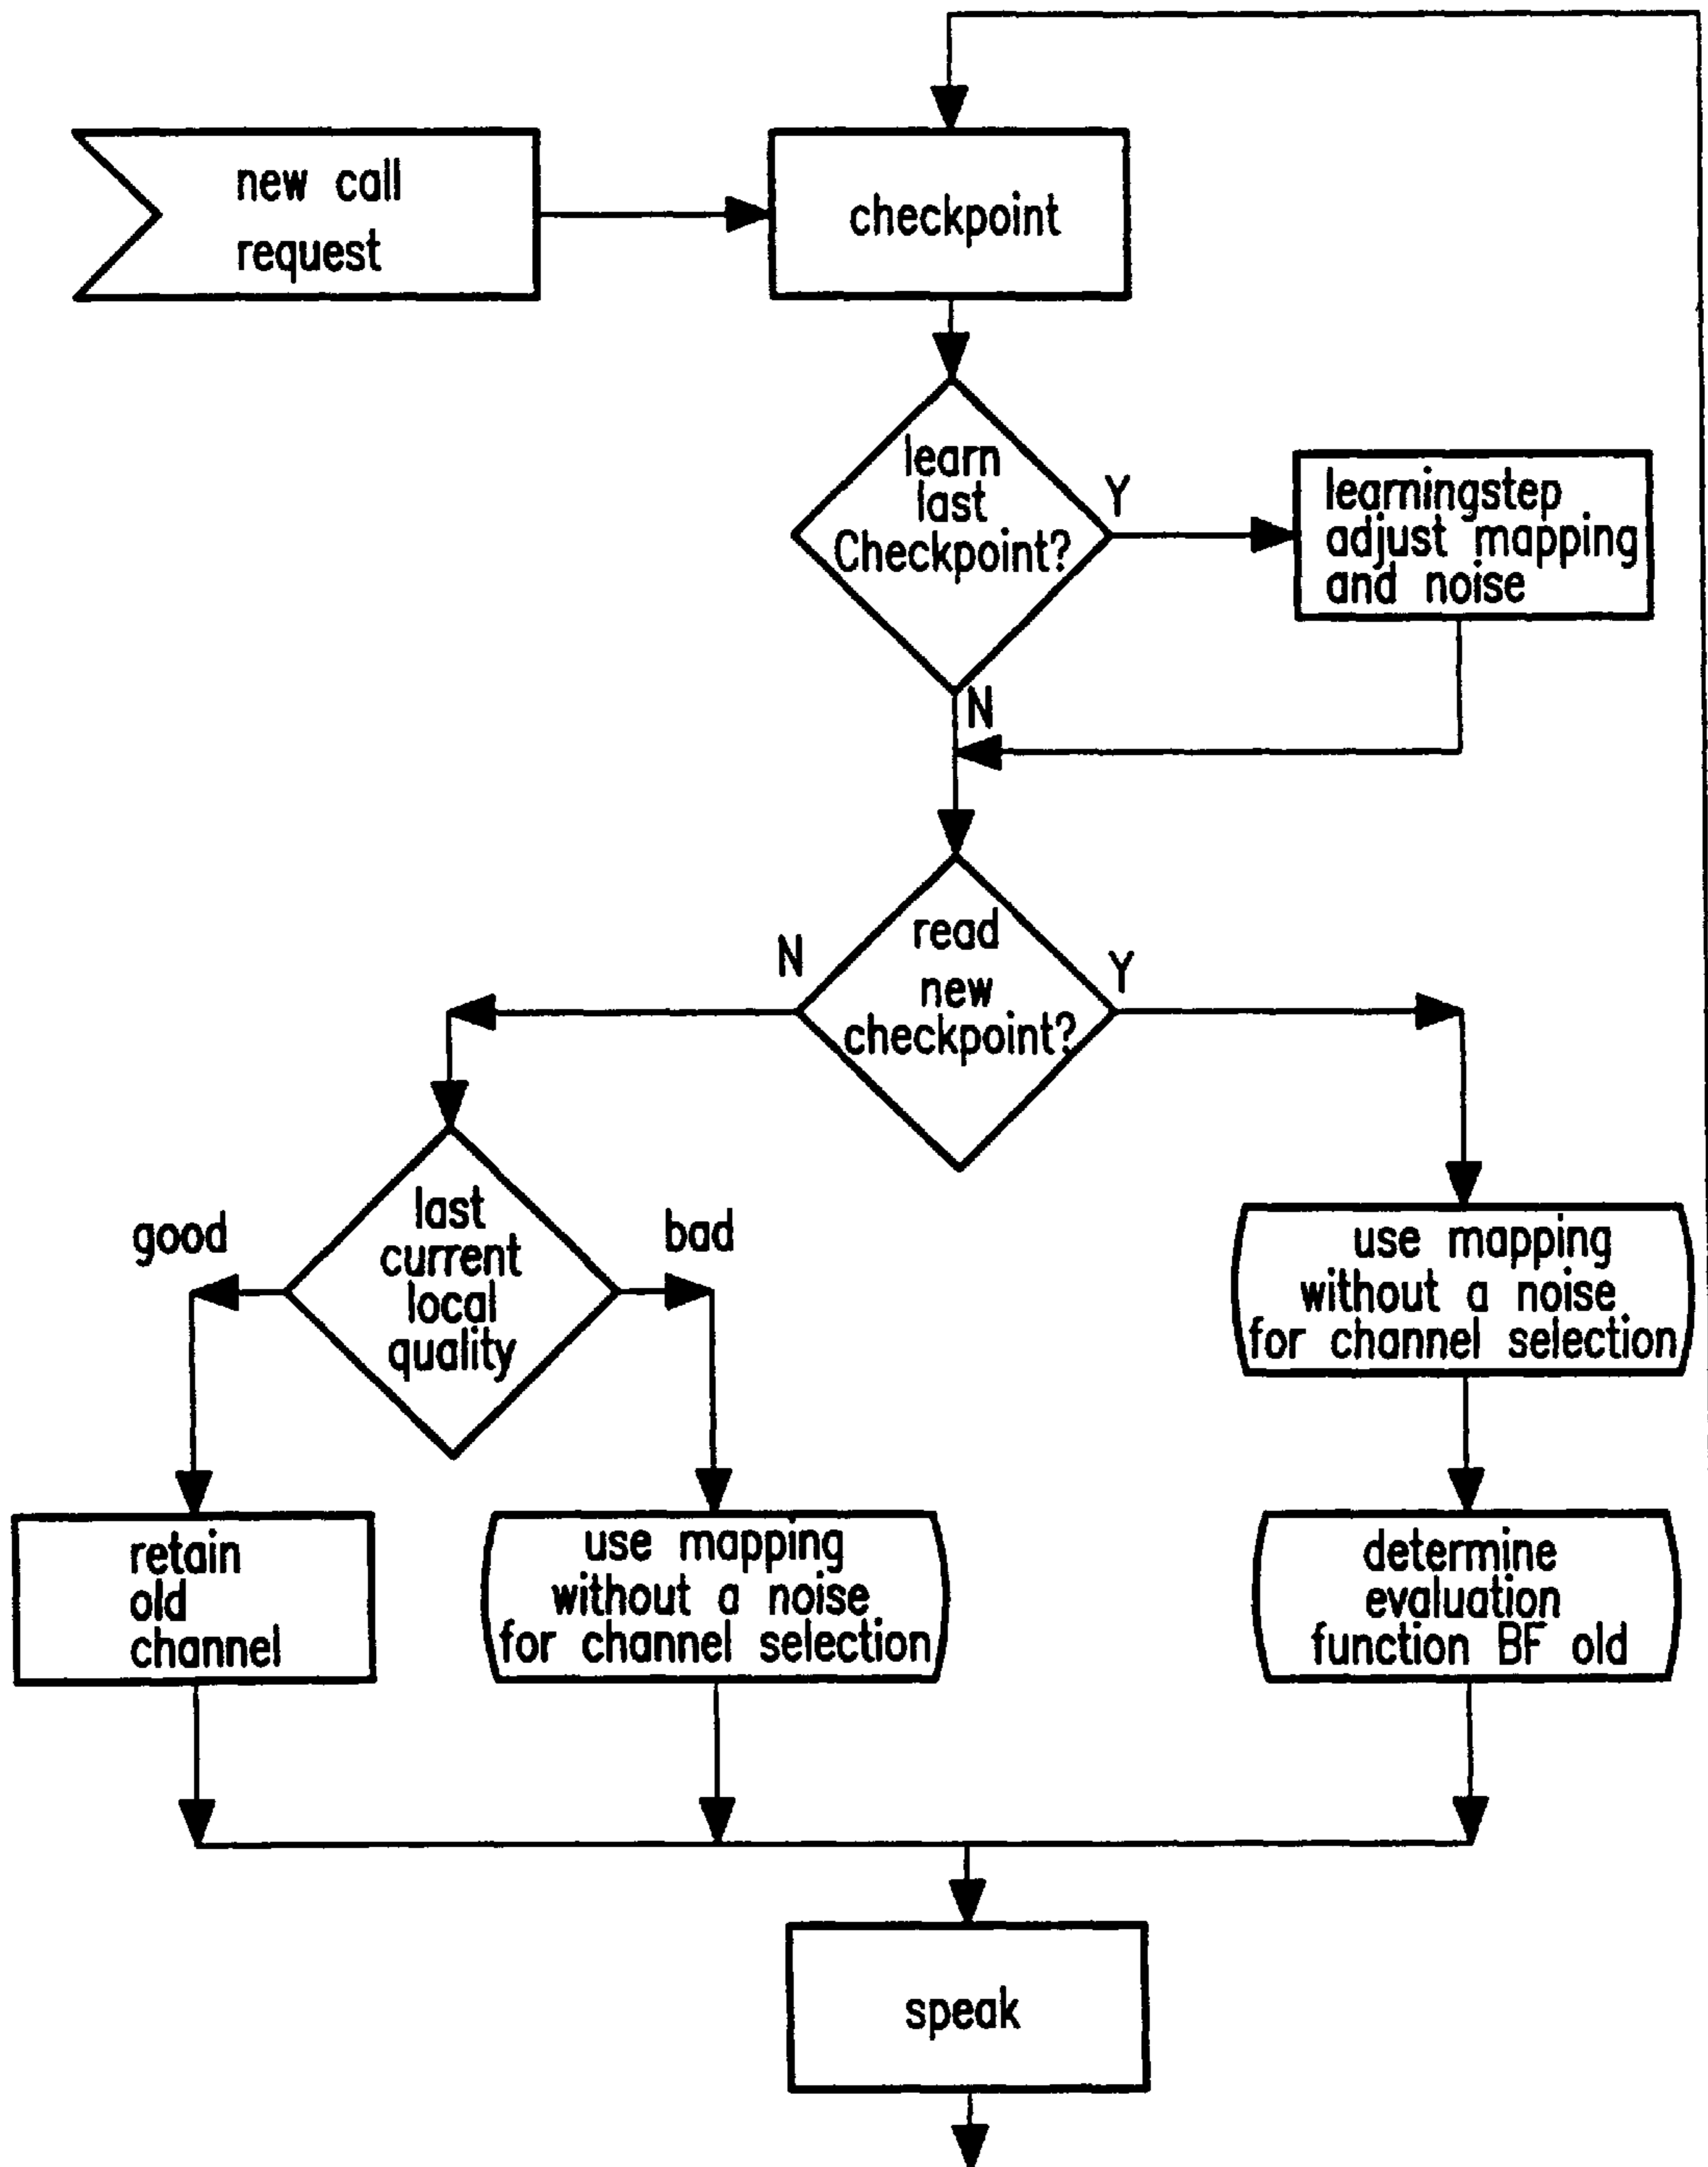 new call
request
checkpoint
learn
last
Checkpoint?
Y
learningstep
adjust mapping
and noise
N
read
new
checkpoint?
N
Y
last
current
local
quality
good
bad
use mapping
without a noise
for channel selection
retain
old
channel
use mapping
without a noise
for channel selection
determine
evaluation
function BF old
speak